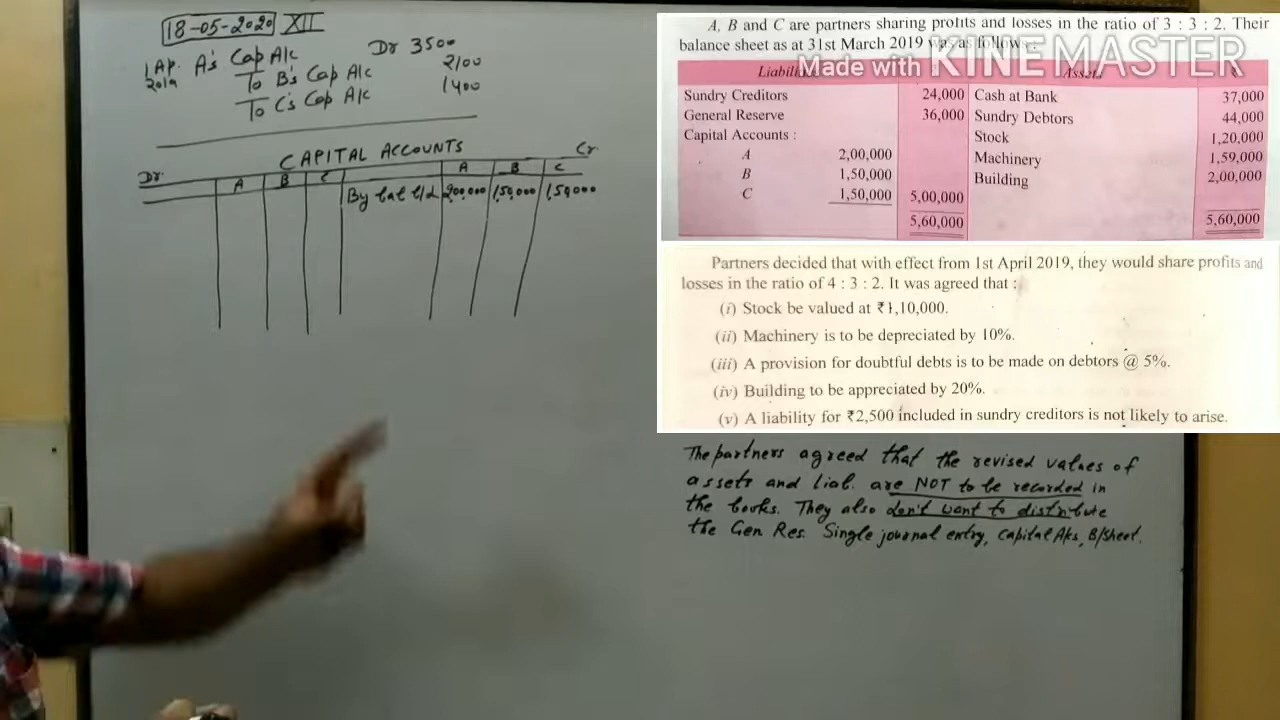 18-05-2020 XII
1 Ap. A's Cap A/c Dr 3500
2019 To B's Cap A/c 2100
To C's Cap A/c 1400
CAPITAL ACCOUNTS
Dr. Cr
A B C A B C
By bal b/d 200,000 1,50,000 1,50,000
A, B and C are partners sharing profits and losses in the ratio of 3 : 3 : 2. Their
balance sheet as at 31st March 2019 was as follows :
Made with KINEMASTER
Assets
Sundry Creditors 24,000 Cash at Bank 37,000
General Reserve 36,000 Sundry Debtors 44,000
Capital Accounts : Stock 1,20,000
A 2,00,000 Machinery 1,59,000
B 1,50,000 Building 2,00,000
C 1,50,000 5,00,000
5,60,000 5,60,000
Partners decided that with effect from 1st April 2019, they would share profits and
losses in the ratio of 4 : 3 : 2. It was agreed that :
(i) Stock be valued at ₹1,10,000.
(ii) Machinery is to be depreciated by 10%.
(iii) A provision for doubtful debts is to be made on debtors @ 5%.
(iv) Building to be appreciated by 20%.
(v) A liability for ₹2,500 included in sundry creditors is not likely to arise.
The partners agreed that the revised values of
assets and liab. are NOT to be recorded in
the books. They also don't want to distribute
the Gen Res. Single journal entry, Capital A/cs, B/Sheet.